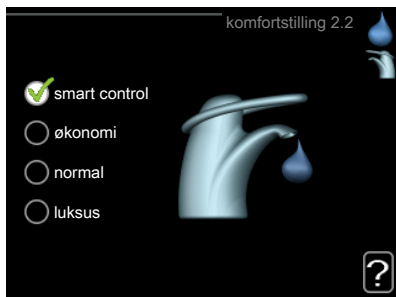 komfortstilling 2.2
smart control
økonomi
normal
luksus
?